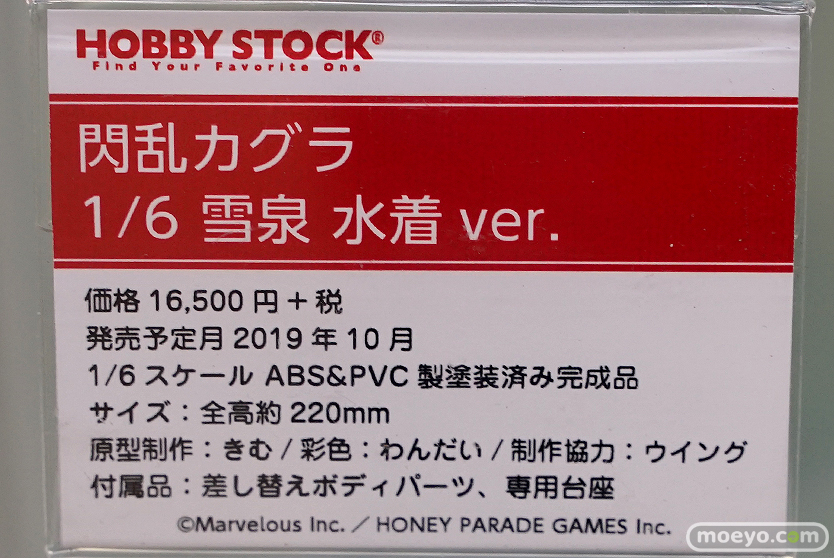 HOBBY STOCK®
Find Your Favorite One
閃乱カグラ
1/6 雪泉 水着 ver.
価格 16,500 円＋税
発売予定月 2019 年 10 月
1/6 スケール ABS&PVC 製塗装済み完成品
サイズ：全高約 220mm
原型制作：きむ / 彩色：わんだい / 制作協力：ウイング
付属品：差し替えボディパーツ、専用台座
©Marvelous Inc.／HONEY PARADE GAMES Inc.
moeyo.com